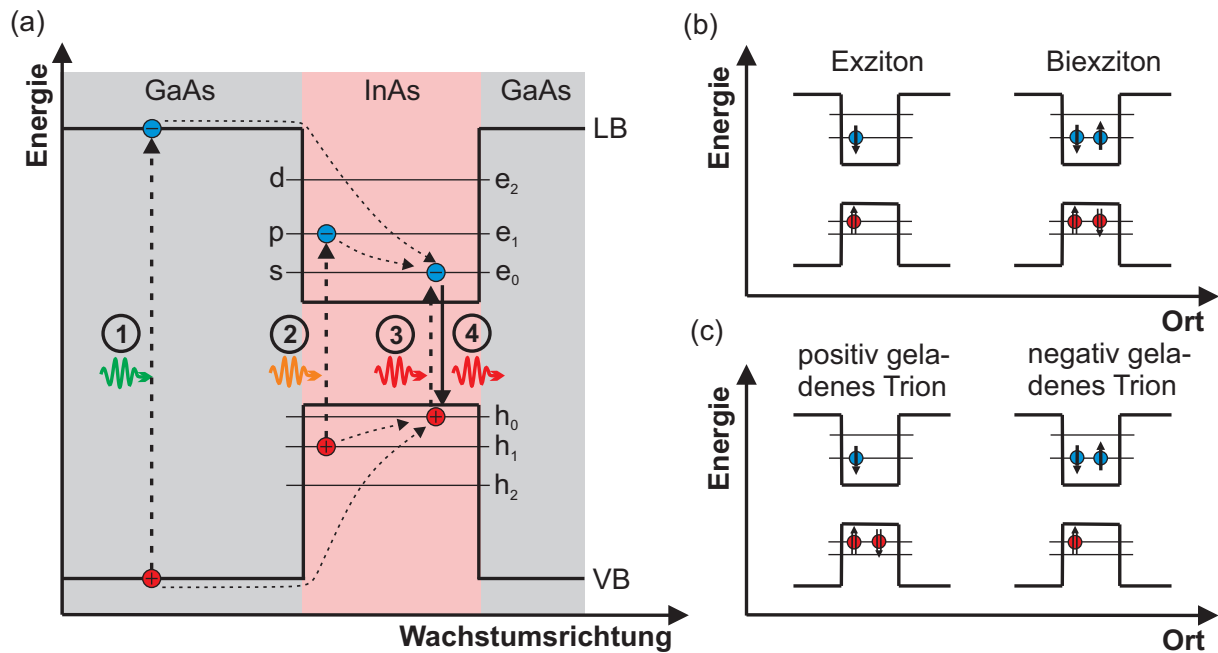 (a)
Energie
GaAs
InAs
GaAs
LB
d
e2
p
e1
s
e0
1
2
3
4
h0
h1
h2
VB
Wachstumsrichtung
(b)
Energie
Exziton
Biexziton
Ort
(c)
Energie
positiv gela-
denes Trion
negativ gela-
denes Trion
Ort